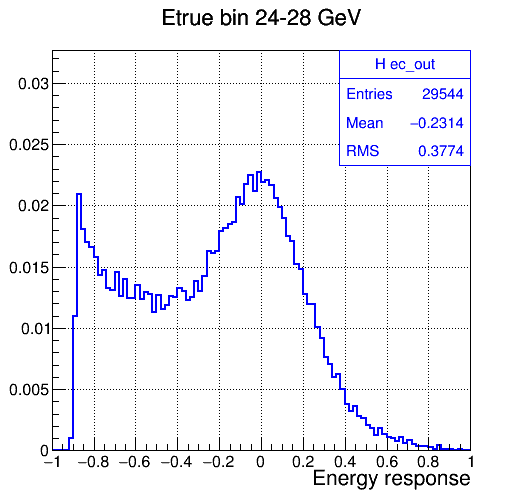 Etrue bin 24-28 GeV
H ec_out
Entries 29544
Mean −0.2314
RMS 0.3774
0.03
0.025
0.02
0.015
0.01
0.005
0
−1 −0.8 −0.6 −0.4 −0.2 0 0.2 0.4 0.6 0.8 1
Energy response